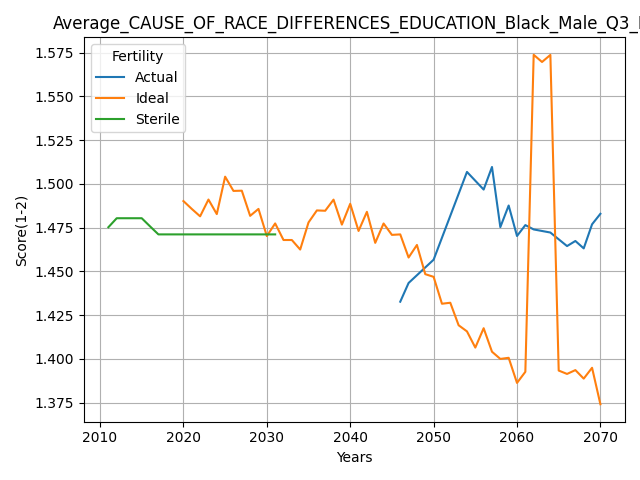 Average_CAUSE_OF_RACE_DIFFERENCES_EDUCATION_Black_Male_Q3_
1.575
1.550
1.525
1.500
1.475
1.450
1.425
1.400
1.375
Score(1-2)
Fertility
Actual
Ideal
Sterile
2010 2020 2030 2040 2050 2060 2070
Years